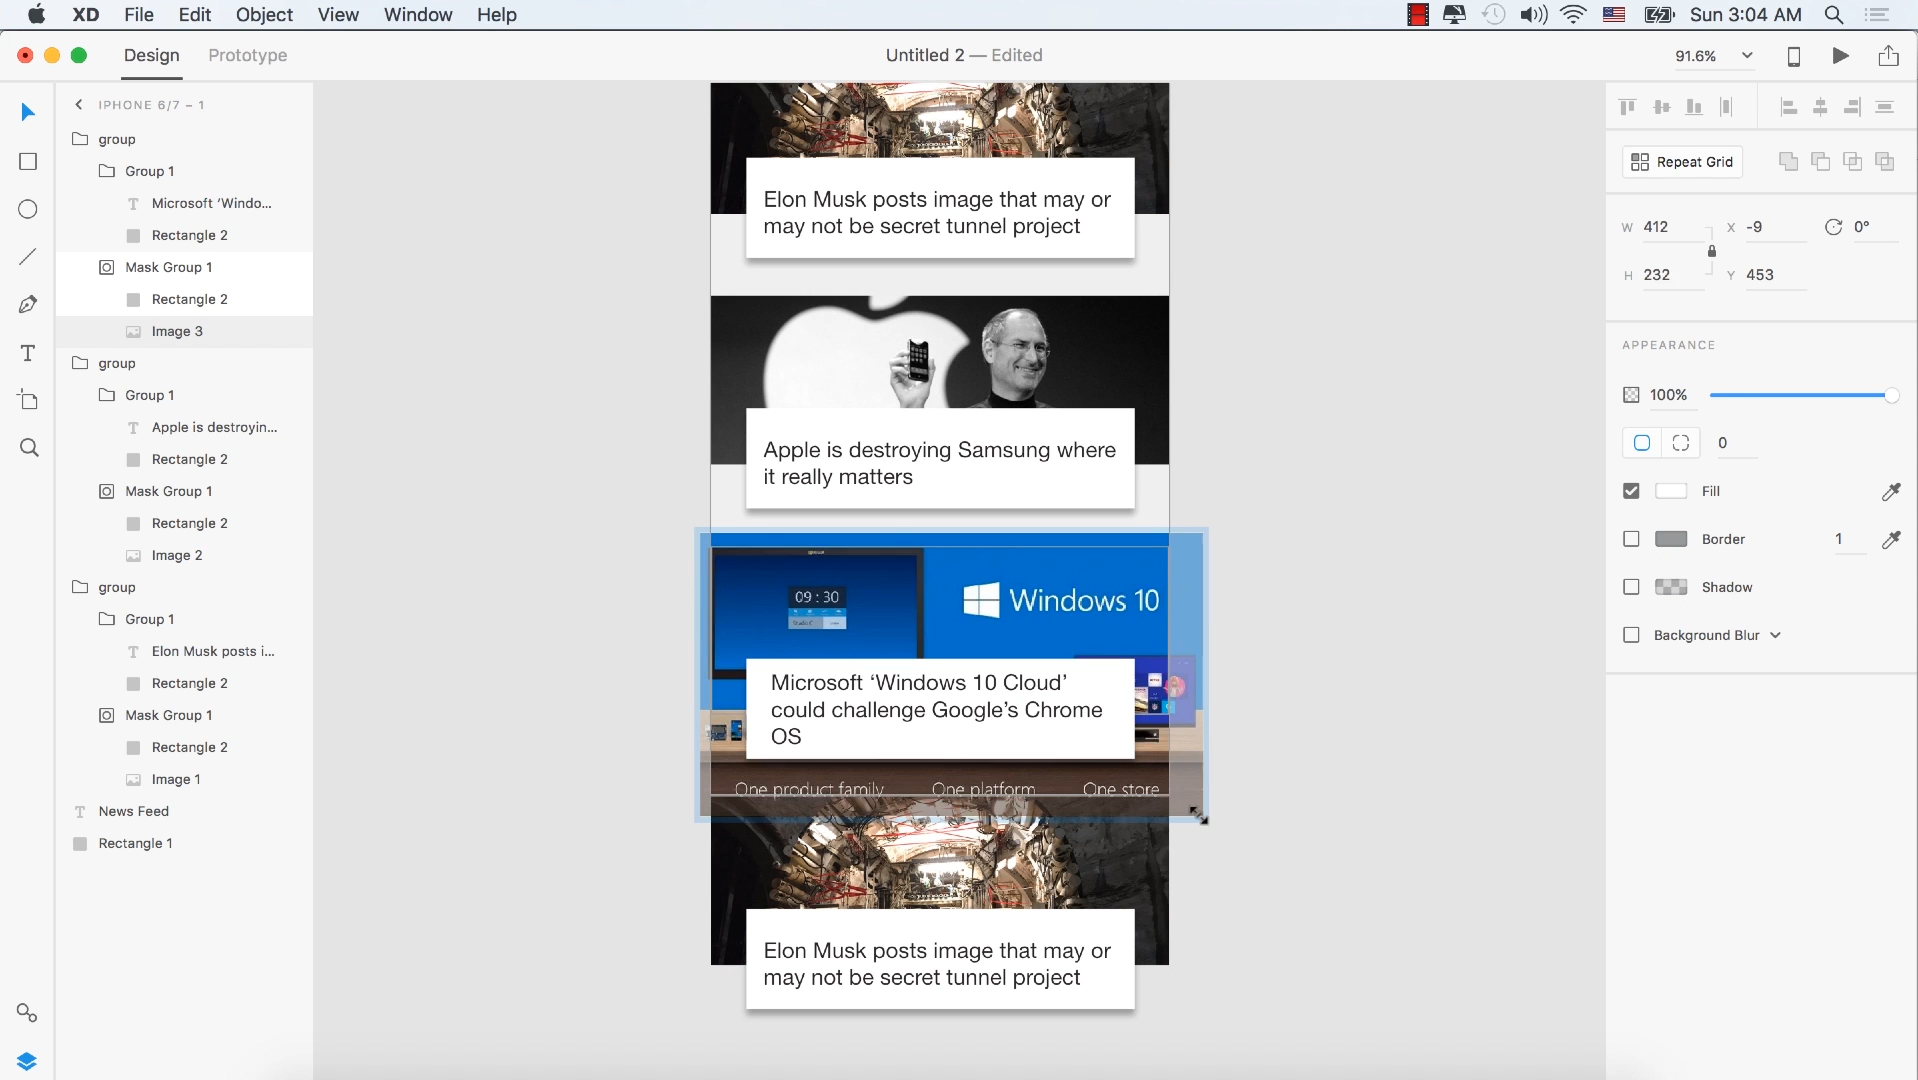 XD File Edit Object View Window Help
Sun 3:04 AM
Design Prototype
Untitled 2 — Edited
91.6%
IPHONE 6/7 – 1
group
Group 1
Microsoft ‘Windo...
Rectangle 2
Mask Group 1
Rectangle 2
Image 3
group
Group 1
Apple is destroyin...
Rectangle 2
Mask Group 1
Rectangle 2
Image 2
group
Group 1
Elon Musk posts i...
Rectangle 2
Mask Group 1
Rectangle 2
Image 1
News Feed
Rectangle 1
Elon Musk posts image that may or
may not be secret tunnel project
Apple is destroying Samsung where
it really matters
09:30
Windows 10
Microsoft ‘Windows 10 Cloud’
could challenge Google’s Chrome
OS
One product family One platform One store
Elon Musk posts image that may or
may not be secret tunnel project
Repeat Grid
W 412 X -9 0°
H 232 Y 453
APPEARANCE
100%
0
Fill
Border 1
Shadow
Background Blur